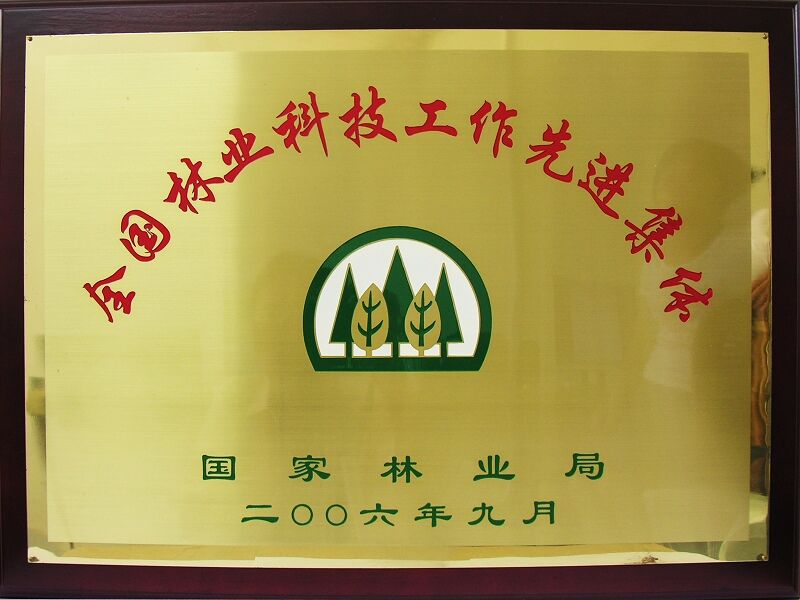 全国林业科技工作先进集体
国家林业局
二〇〇六年九月